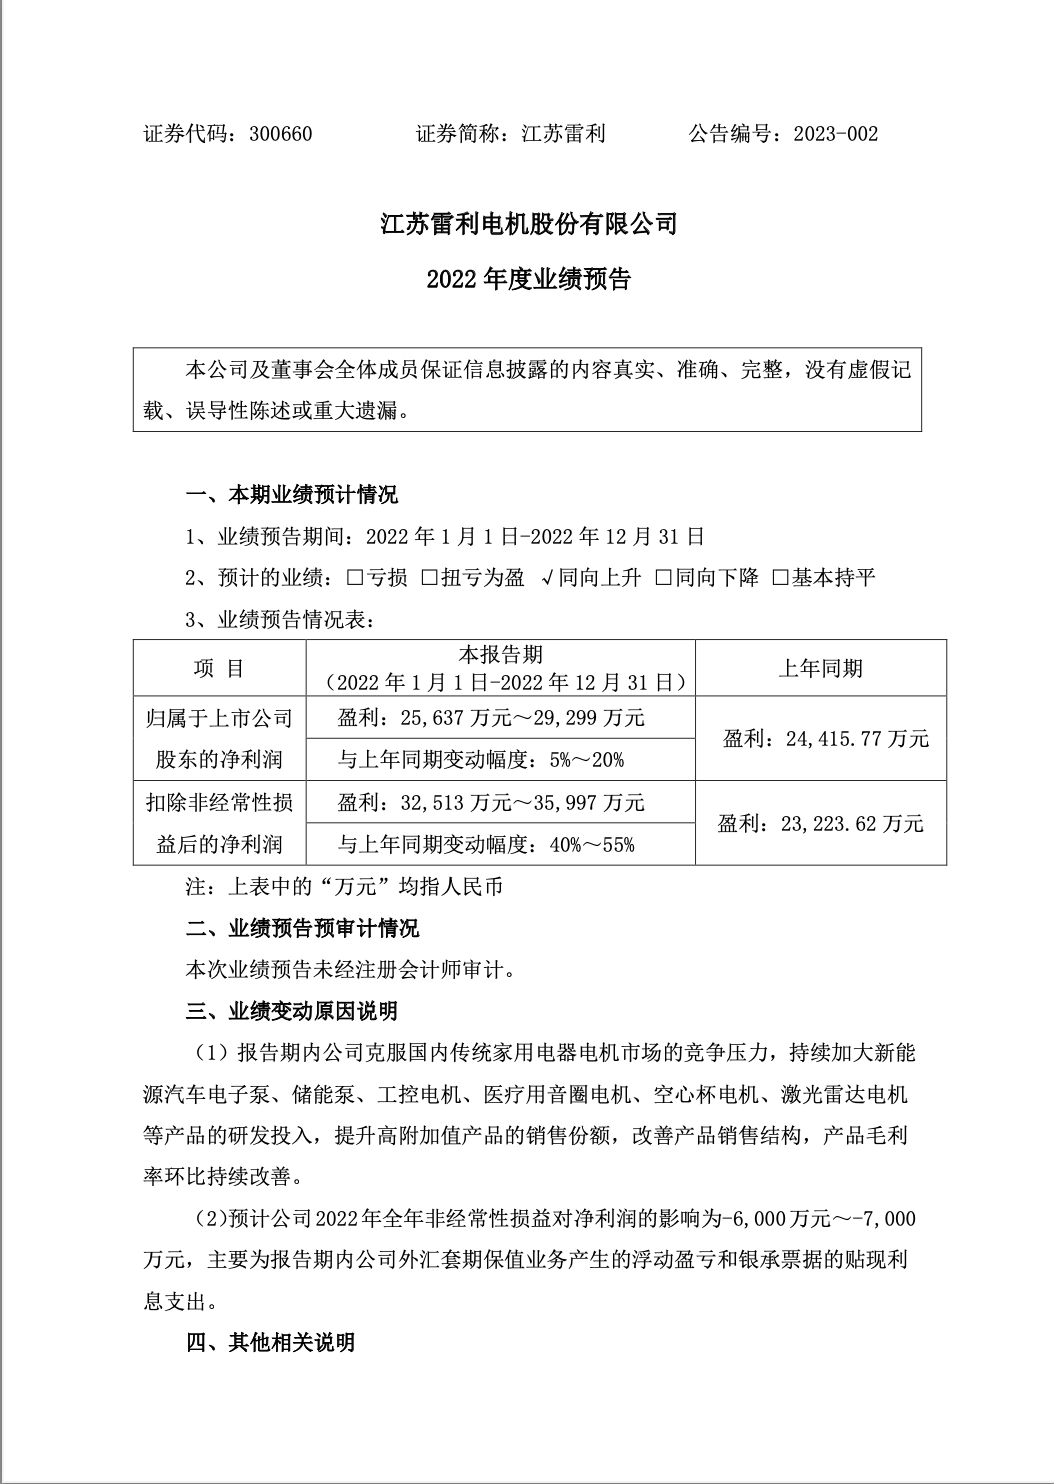 证券代码：300660 证券简称：江苏雷利 公告编号：2023-002
江苏雷利电机股份有限公司
2022 年度业绩预告
本公司及董事会全体成员保证信息披露的内容真实、准确、完整，没有虚假记
载、误导性陈述或重大遗漏。
一、本期业绩预计情况
1、业绩预告期间：2022 年 1 月 1 日-2022 年 12 月 31 日
2、预计的业绩：□亏损 □扭亏为盈 √同向上升 □同向下降 □基本持平
3、业绩预告情况表：
项 目
本报告期
（2022 年 1 月 1 日-2022 年 12 月 31 日）
上年同期
归属于上市公司
股东的净利润
盈利：25,637 万元～29,299 万元
与上年同期变动幅度：5%～20%
盈利：24,415.77 万元
扣除非经常性损
益后的净利润
盈利：32,513 万元～35,997 万元
与上年同期变动幅度：40%～55%
盈利：23,223.62 万元
注：上表中的“万元”均指人民币
二、业绩预告预审计情况
本次业绩预告未经注册会计师审计。
三、业绩变动原因说明
（1）报告期内公司克服国内传统家用电器电机市场的竞争压力，持续加大新能
源汽车电子泵、储能泵、工控电机、医疗用音圈电机、空心杯电机、激光雷达电机
等产品的研发投入，提升高附加值产品的销售份额，改善产品销售结构，产品毛利
率环比持续改善。
（2）预计公司 2022 年全年非经常性损益对净利润的影响为-6,000 万元～-7,000
万元，主要为报告期内公司外汇套期保值业务产生的浮动盈亏和银承票据的贴现利
息支出。
四、其他相关说明